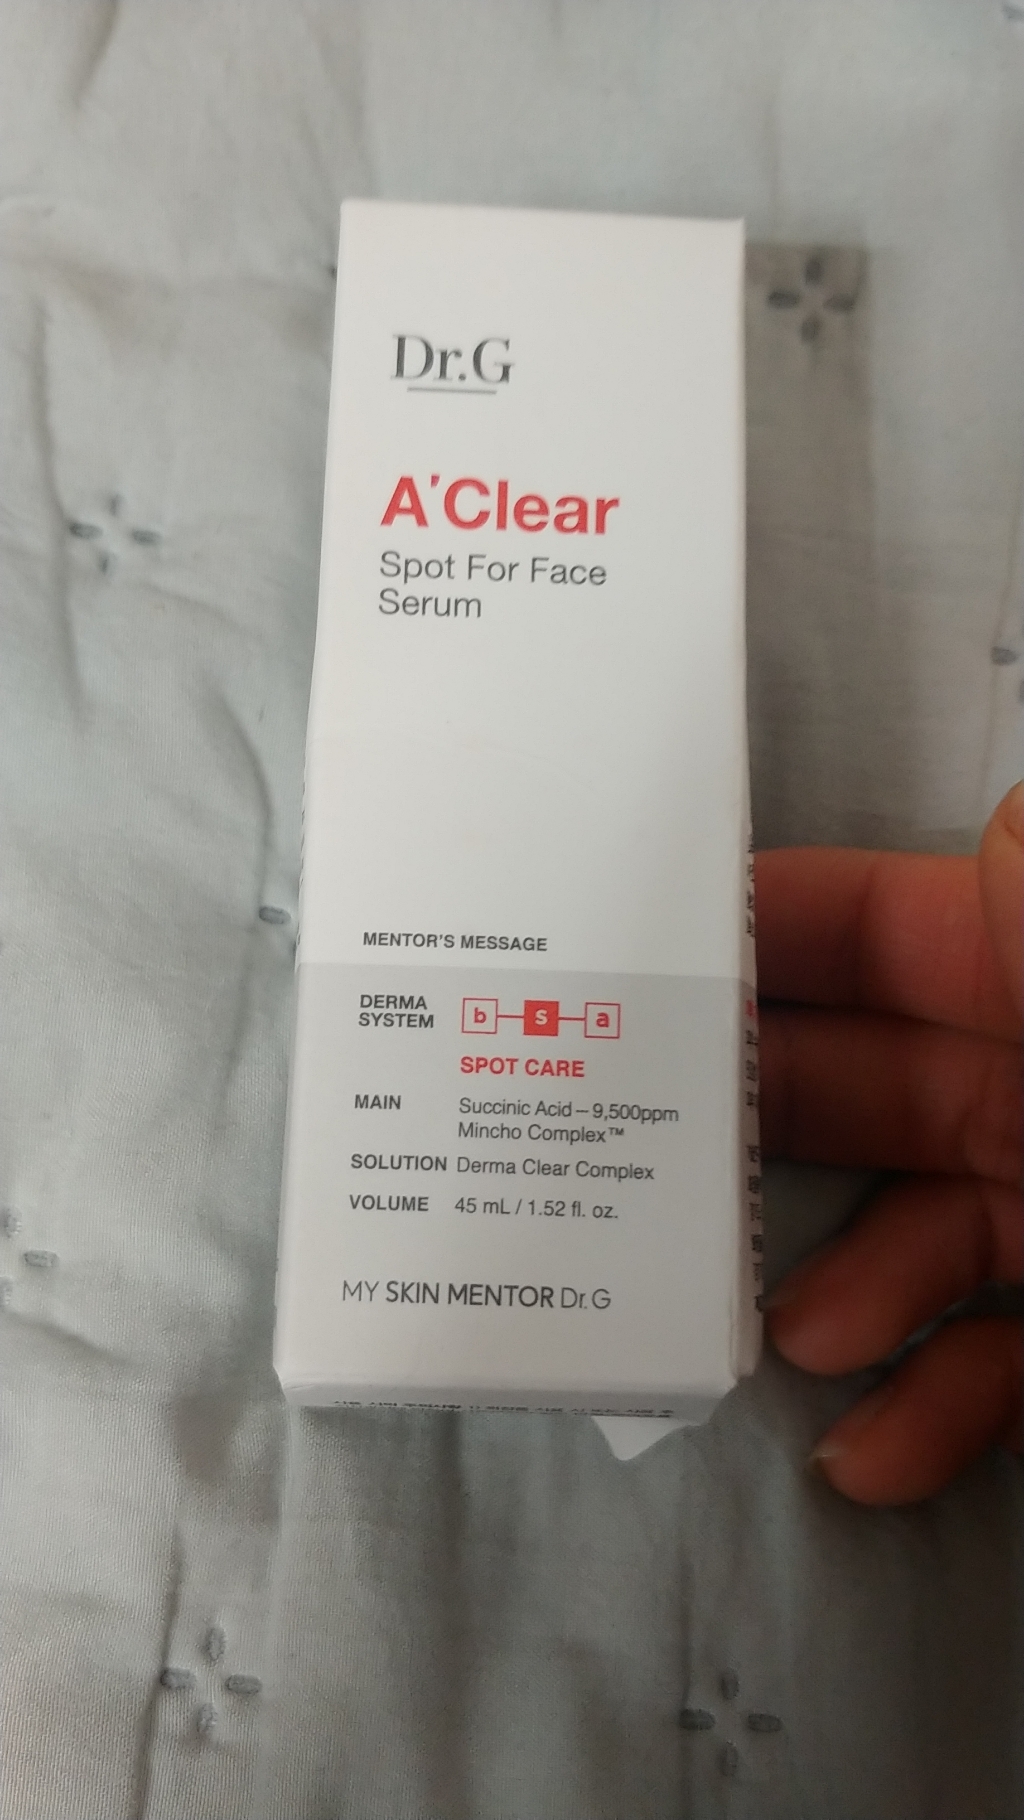 Dr.G
A'Clear
Spot For Face
Serum
MENTOR'S MESSAGE
DERMA
SYSTEM
b s a
SPOT CARE
MAIN
Succinic Acid – 9,500ppm
Mincho Complex™
SOLUTION Derma Clear Complex
VOLUME 45 mL / 1.52 fl. oz.
MY SKIN MENTOR Dr.G